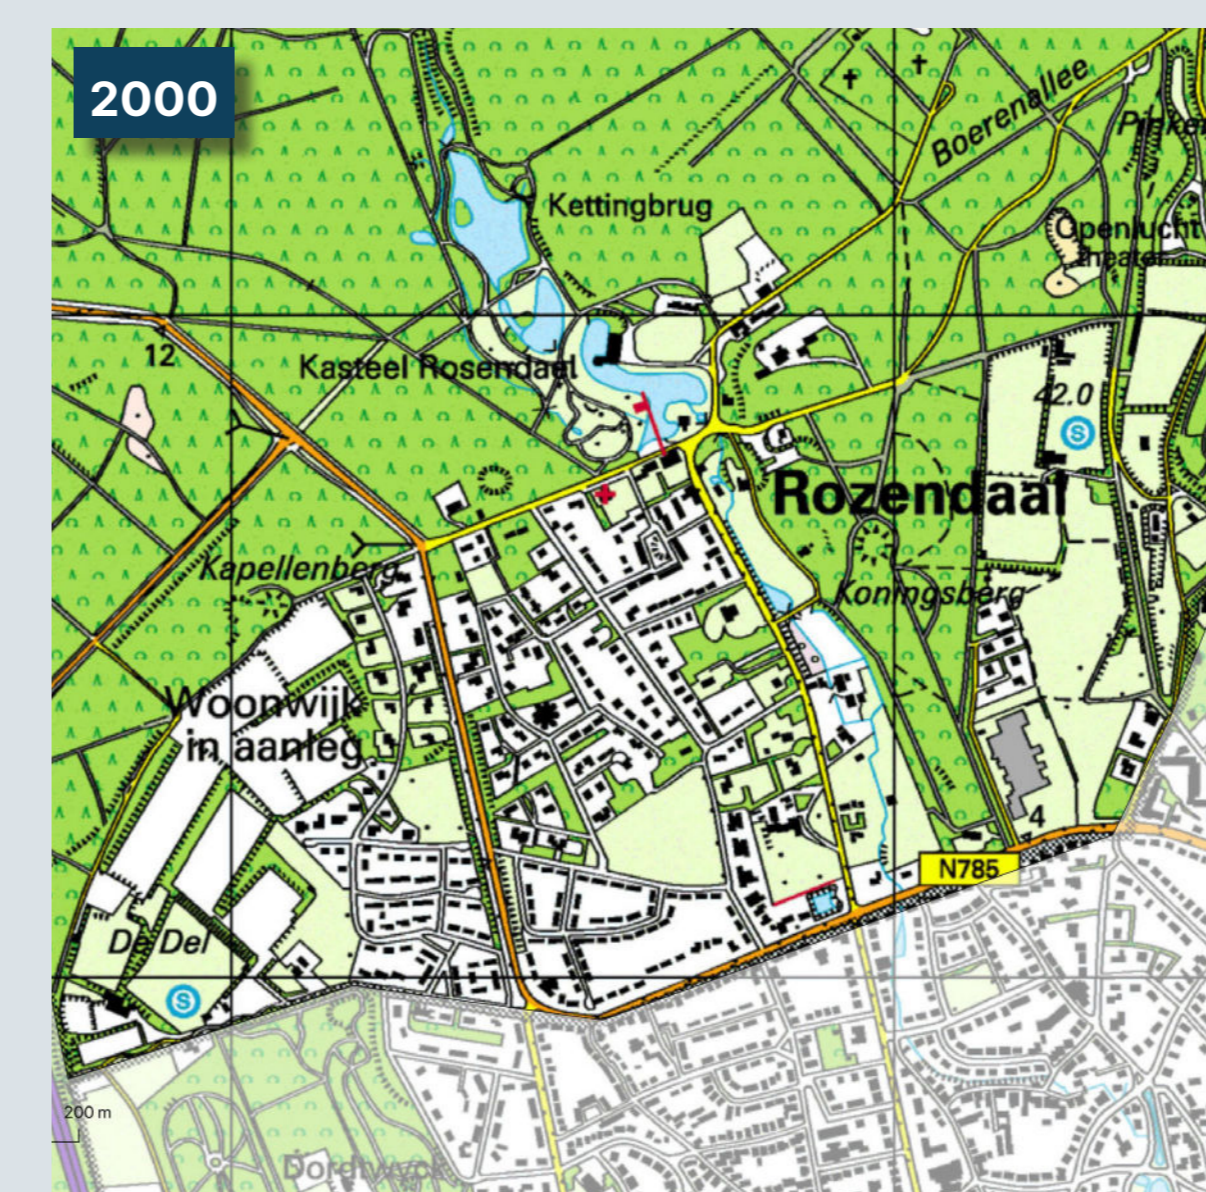 2000
Boerenallee
Kettingbrug
Openlucht
theater
12
Kasteel Rosendael
42.0
S
Rozendaal
Kapellenberg
Koningsberg
Woonwijk
in aanleg
4
N785
De Del
S
200 m
Dordtwyck